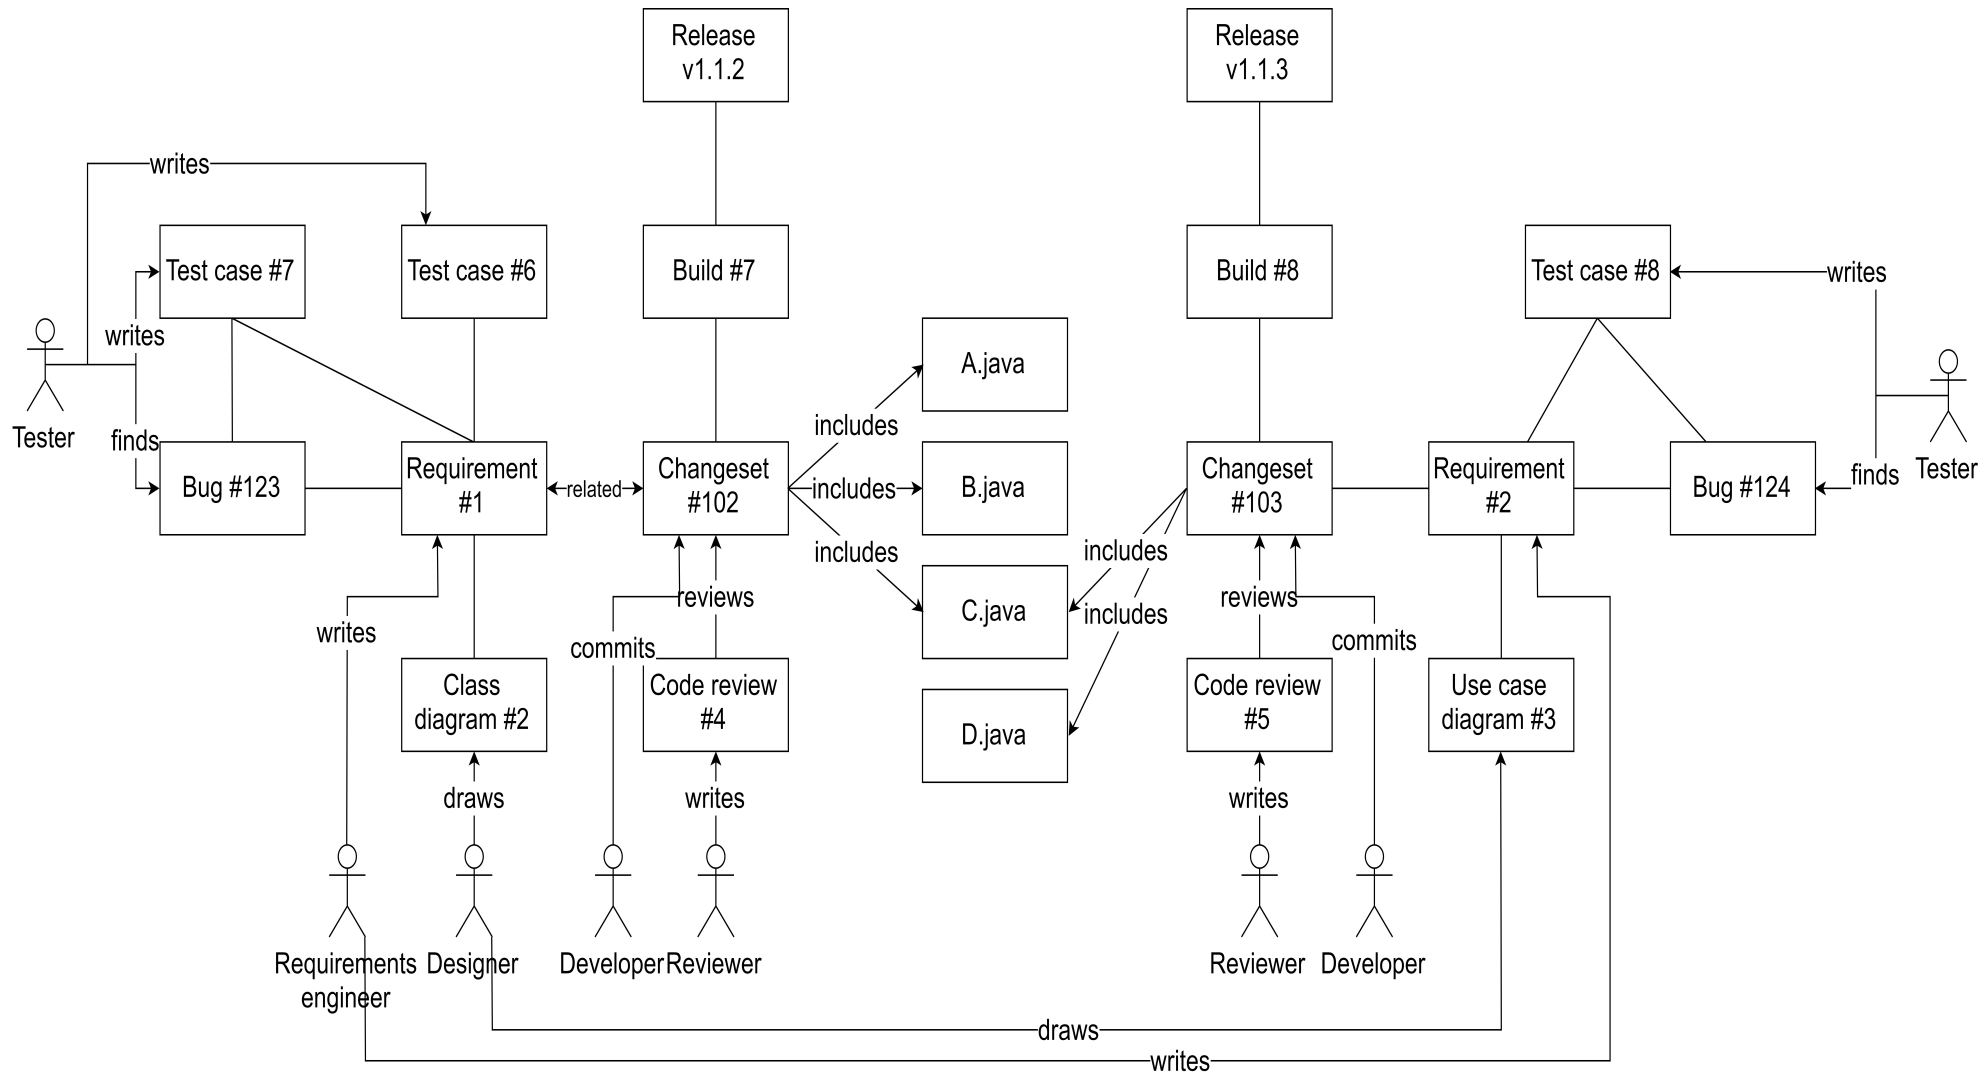 Release
v1.1.2
Release
v1.1.3
writes
Test case #7
Test case #6
Build #7
Build #8
Test case #8
writes
writes
Tester
finds
A.java
includes
Bug #123
Requirement
#1
related
Changeset
#102
includes
B.java
Changeset
#103
Requirement
#2
Bug #124
finds
Tester
includes
includes
C.java
includes
writes
reviews
commits
reviews
commits
Class
diagram #2
Code review
#4
D.java
Code review
#5
Use case
diagram #3
draws
writes
writes
Requirements
engineer
Designer
Developer
Reviewer
Reviewer
Developer
draws
writes